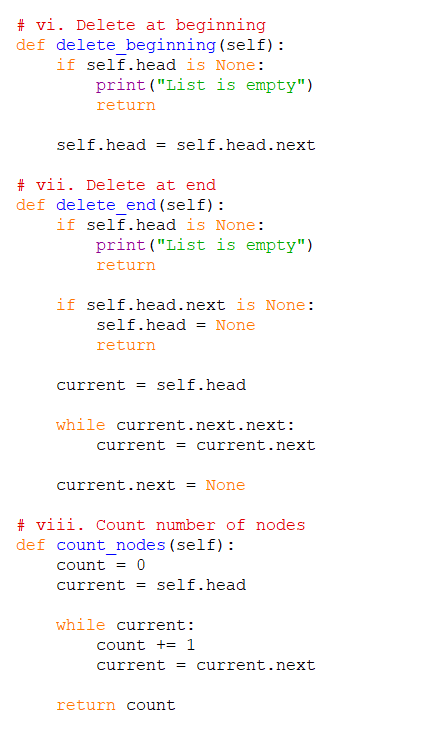 # vi. Delete at beginning
def delete_beginning(self):
    if self.head is None:
        print("List is empty")
        return

    self.head = self.head.next

# vii. Delete at end
def delete_end(self):
    if self.head is None:
        print("List is empty")
        return

    if self.head.next is None:
        self.head = None
        return

    current = self.head

    while current.next.next:
        current = current.next

    current.next = None

# viii. Count number of nodes
def count_nodes(self):
    count = 0
    current = self.head

    while current:
        count += 1
        current = current.next

    return count